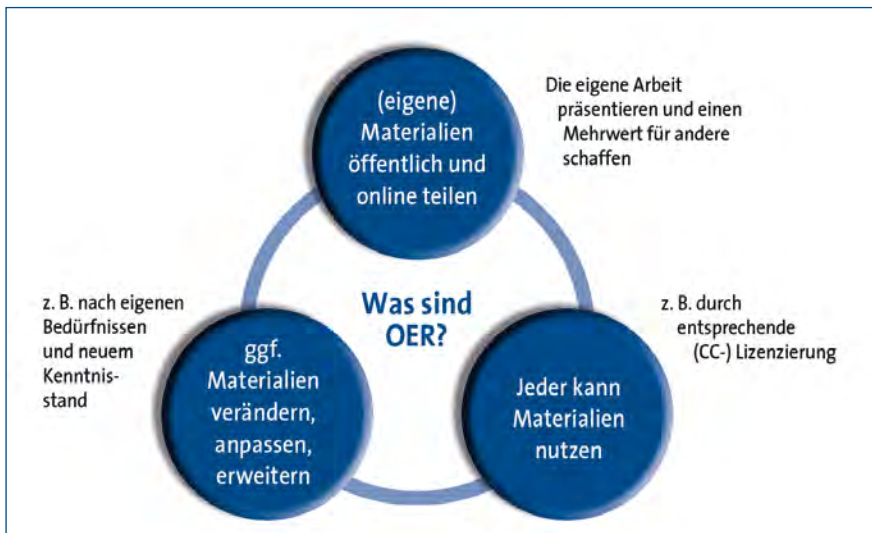 (eigene)
Materialien
öffentlich und
online teilen
Die eigene Arbeit
präsentieren und einen
Mehrwert für andere
schaffen
Was sind
OER?
z. B. nach eigenen
Bedürfnissen
und neuem
Kenntnis-
stand
ggf.
Materialien
verändern,
anpassen,
erweitern
Jeder kann
Materialien
nutzen
z. B. durch
entsprechende
(CC-) Lizenzierung